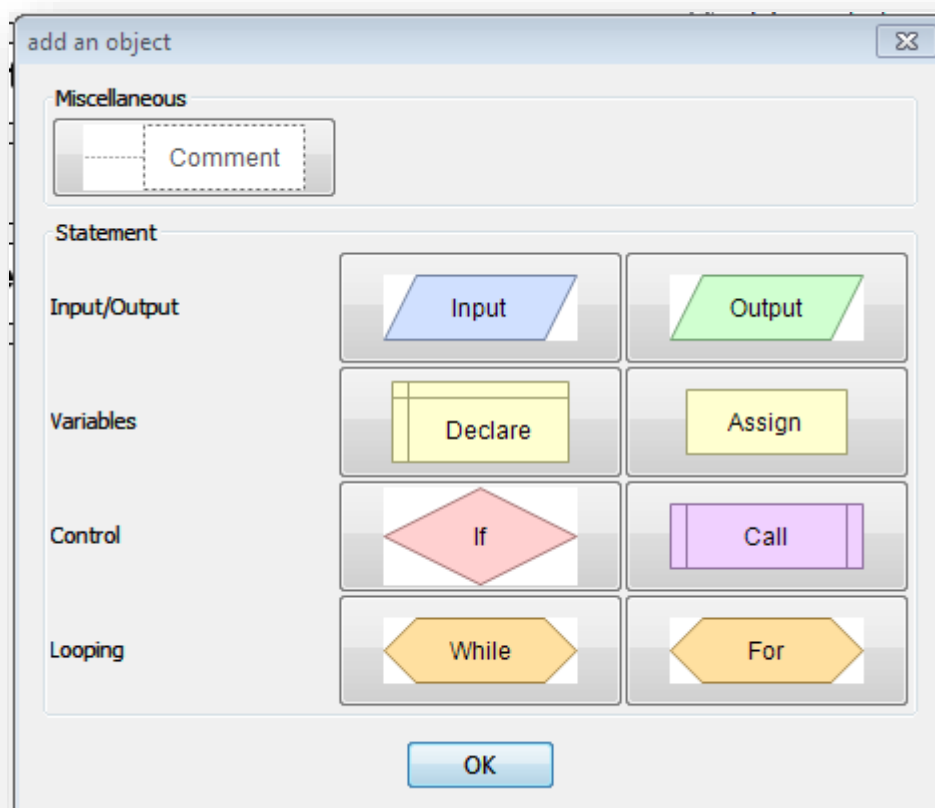 add an object
Miscellaneous
Comment
Statement
Input/Output
Input
Output
Variables
Declare
Assign
Control
If
Call
Looping
While
For
OK